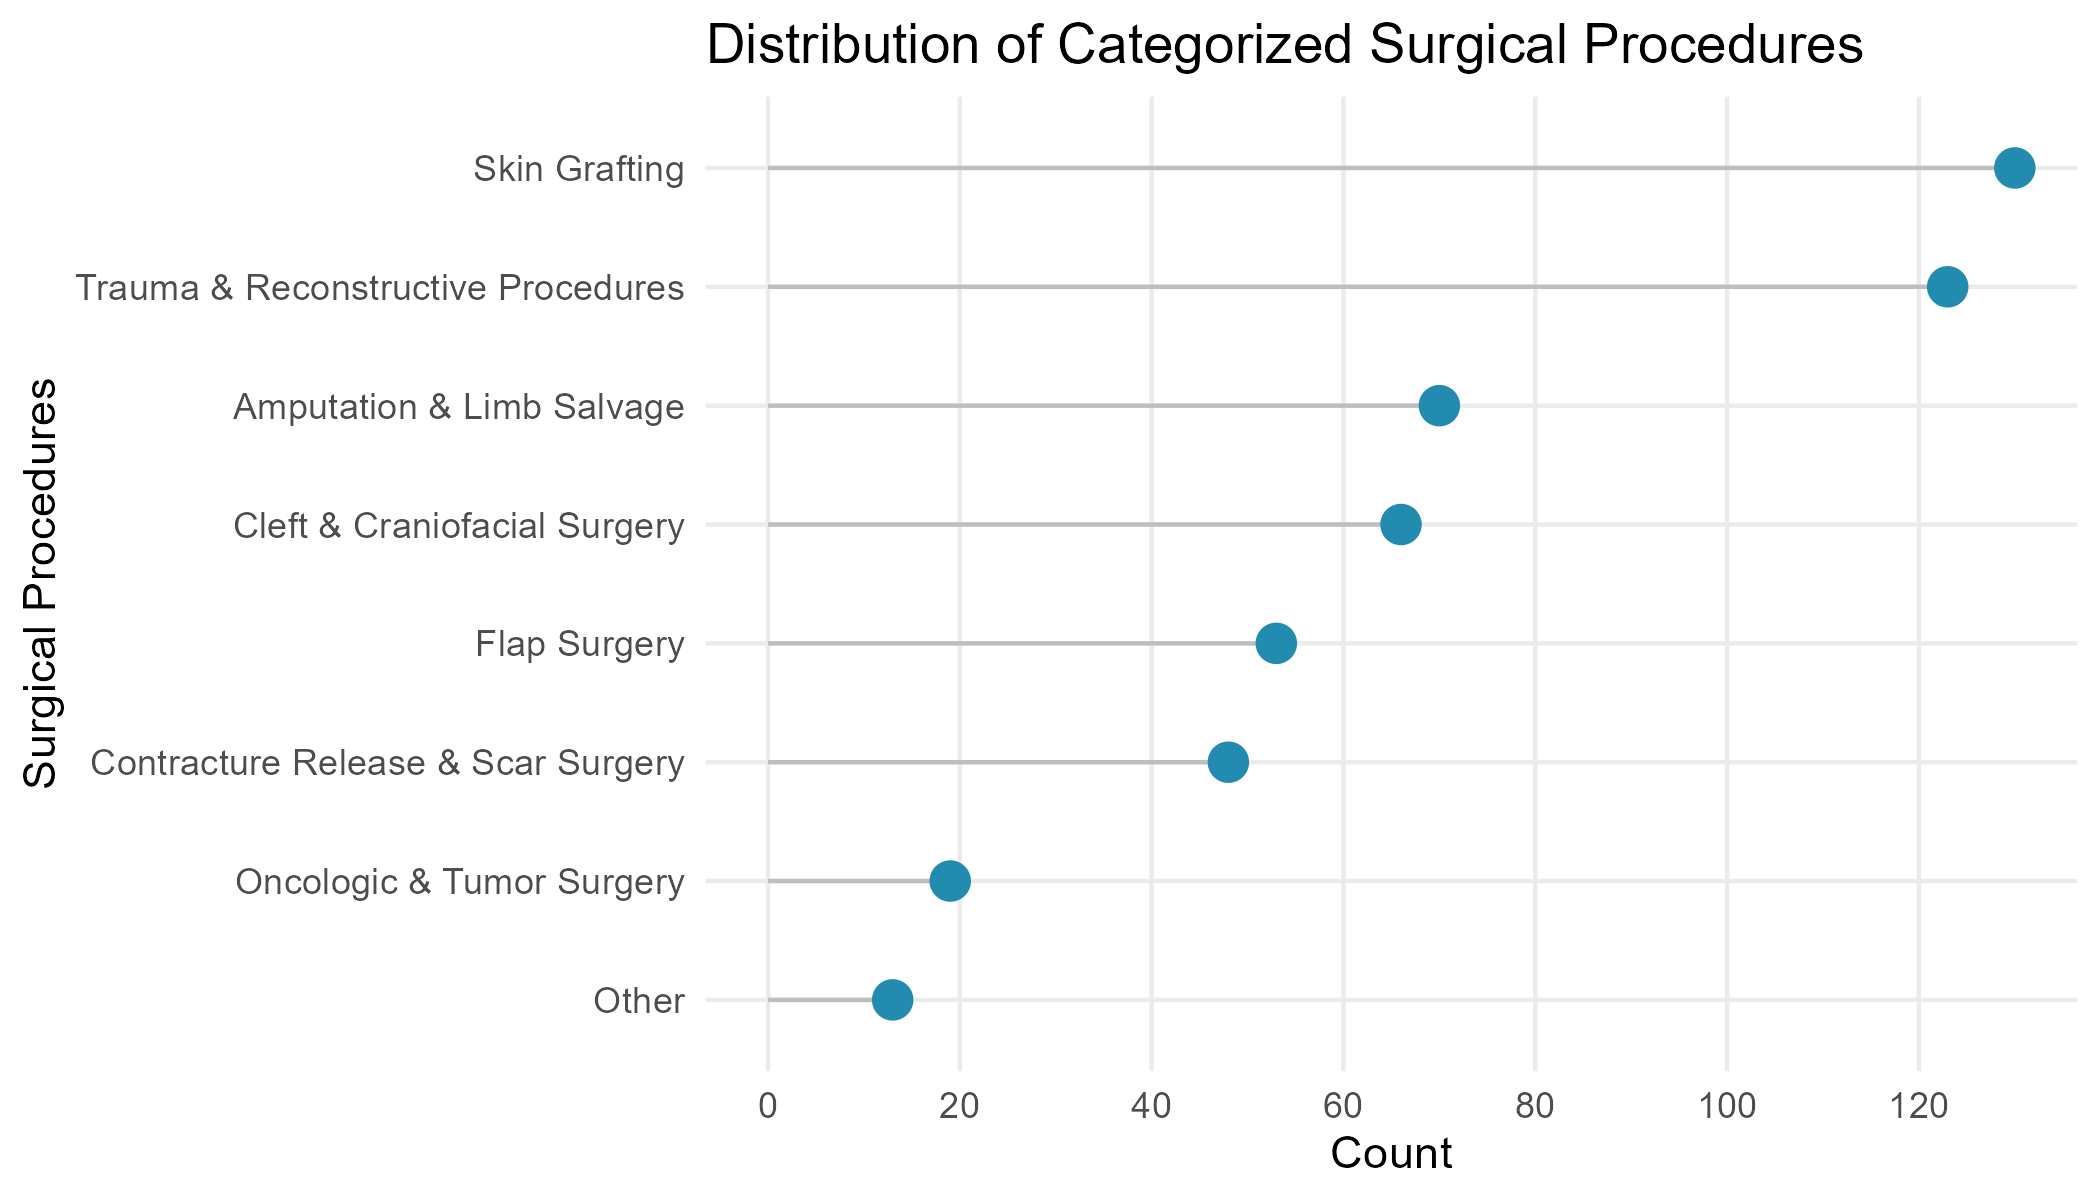 Distribution of Categorized Surgical Procedures
Surgical Procedures
Skin Grafting
Trauma & Reconstructive Procedures
Amputation & Limb Salvage
Cleft & Craniofacial Surgery
Flap Surgery
Contracture Release & Scar Surgery
Oncologic & Tumor Surgery
Other
0 20 40 60 80 100 120
Count